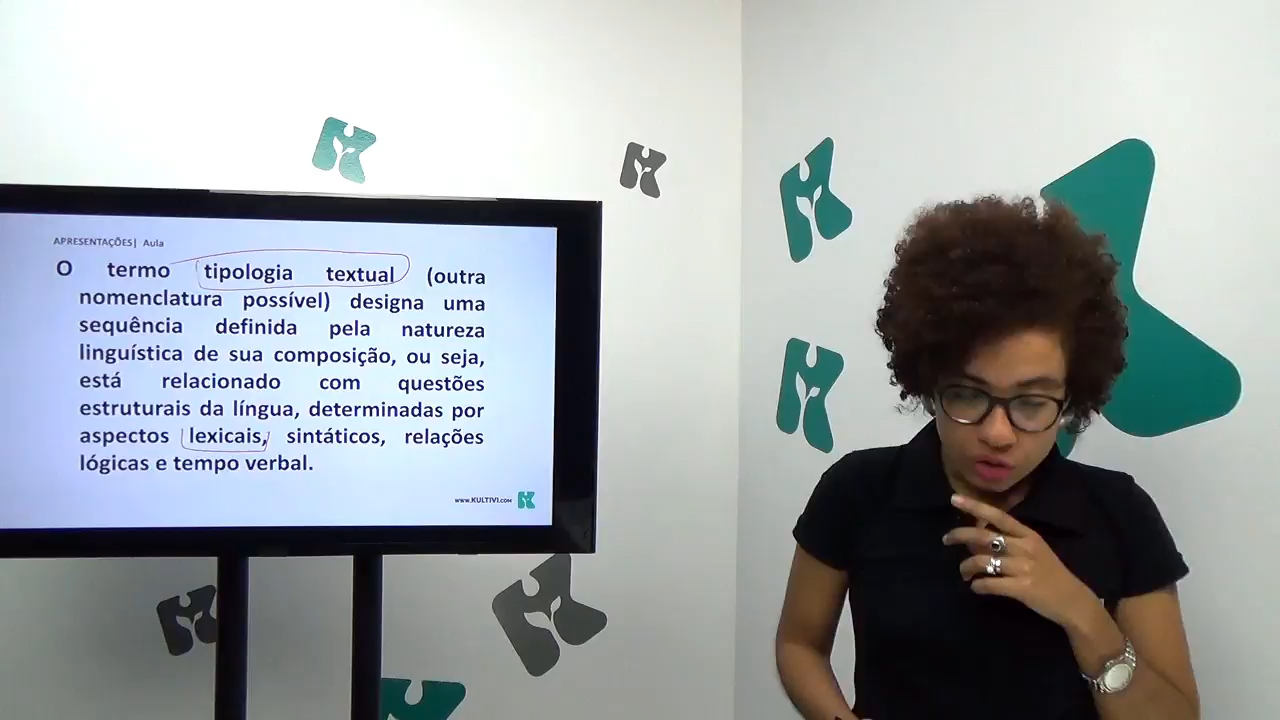 APRESENTAÇÕES| Aula
O termo tipologia textual (outra
nomenclatura possível) designa uma
sequência definida pela natureza
linguística de sua composição, ou seja,
está relacionado com questões
estruturais da língua, determinadas por
aspectos lexicais, sintáticos, relações
lógicas e tempo verbal.
www.KULTIVI.COM